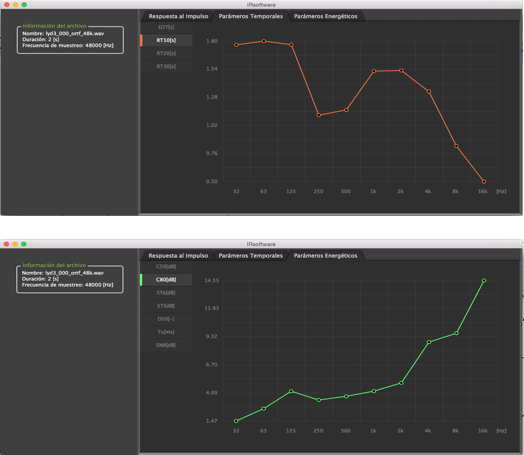 IRsoftware
Información del archivo
Nombre: lyd3_000_ortf_48k.wav
Duración: 2 [s]
Frecuencia de muestreo: 48000 [Hz]
Respuesta al Impulso Parámeros Temporales Parámeros Energéticos
EDT[s]
RT10[s]
RT20[s]
RT30[s]
1.80
1.54
1.28
1.02
0.76
0.50
32 63 125 250 500 1k 2k 4k 8k 16k [Hz]
IRsoftware
Información del archivo
Nombre: lyd3_000_ortf_48k.wav
Duración: 2 [s]
Frecuencia de muestreo: 48000 [Hz]
Respuesta al Impulso Parámeros Temporales Parámeros Energéticos
C50[dB]
C80[dB]
STe[dB]
STl[dB]
D50[-]
Ts[ms]
SNR[dB]
14.55
11.93
9.32
6.70
4.09
1.47
32 63 125 250 500 1k 2k 4k 8k 16k [Hz]